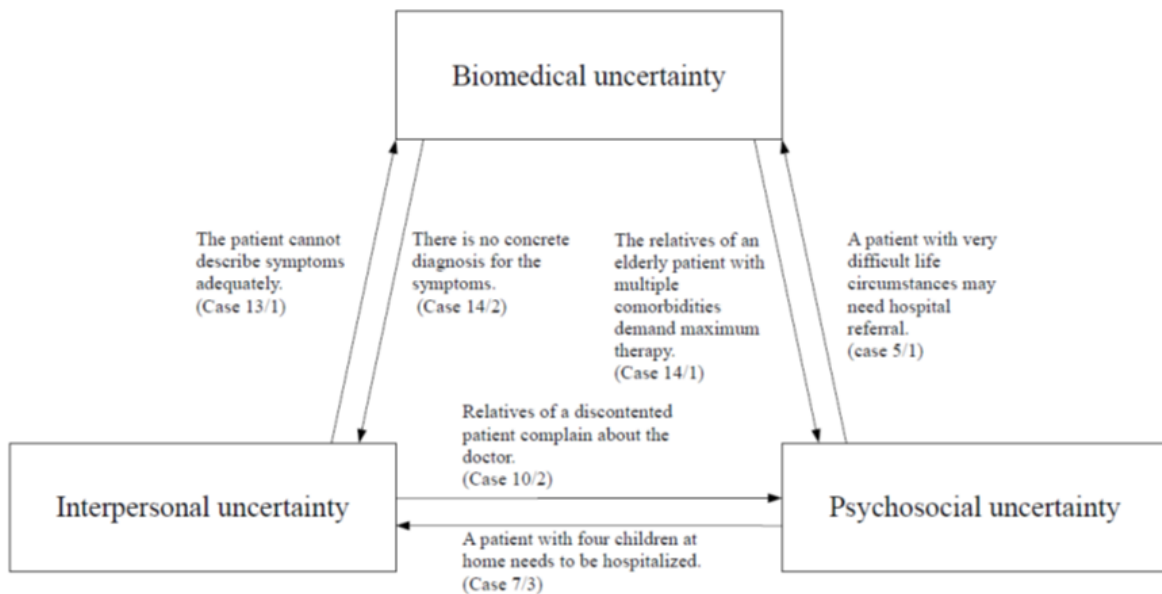 Biomedical uncertainty
The patient cannot
describe symptoms
adequately.
(Case 13/1)
There is no concrete
diagnosis for the
symptoms.
(Case 14/2)
The relatives of an
elderly patient with
multiple
comorbidities
demand maximum
therapy.
(Case 14/1)
A patient with very
difficult life
circumstances may
need hospital
referral.
(case 5/1)
Relatives of a discontented
patient complain about the
doctor.
(Case 10/2)
Interpersonal uncertainty
Psychosocial uncertainty
A patient with four children at
home needs to be hospitalized.
(Case 7/3)